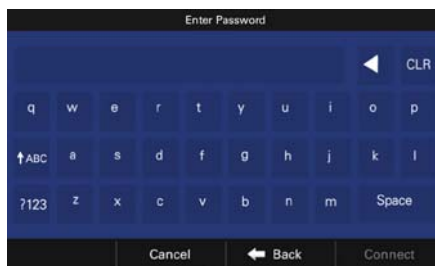 Enter Password
CLR
q w e r t y u i o p
ABC a s d f g h j k l
?123 z x c v b n m Space
Cancel Back Connect